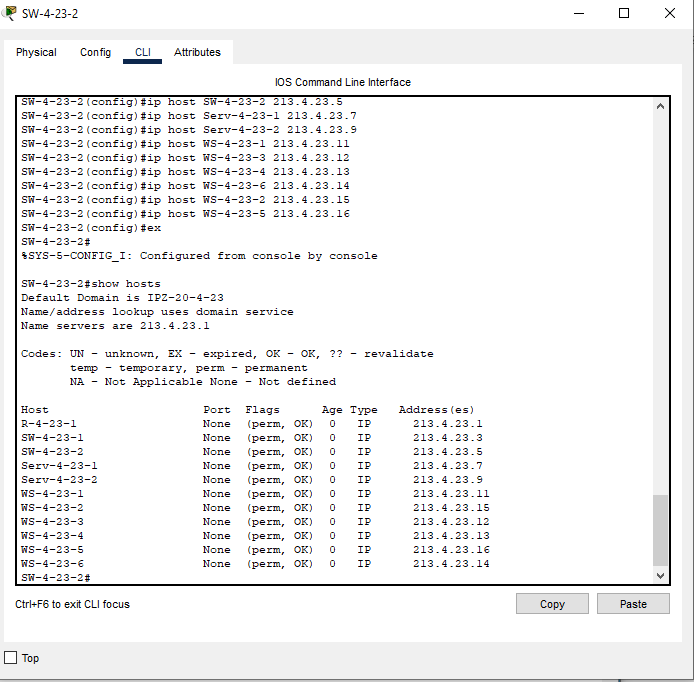 SW-4-23-2
Physical Config CLI Attributes
IOS Command Line Interface
SW-4-23-2(config)#ip host SW-4-23-2 213.4.23.5
SW-4-23-2(config)#ip host Serv-4-23-1 213.4.23.7
SW-4-23-2(config)#ip host Serv-4-23-2 213.4.23.9
SW-4-23-2(config)#ip host WS-4-23-1 213.4.23.11
SW-4-23-2(config)#ip host WS-4-23-3 213.4.23.12
SW-4-23-2(config)#ip host WS-4-23-4 213.4.23.13
SW-4-23-2(config)#ip host WS-4-23-6 213.4.23.14
SW-4-23-2(config)#ip host WS-4-23-2 213.4.23.15
SW-4-23-2(config)#ip host WS-4-23-5 213.4.23.16
SW-4-23-2(config)#ex
SW-4-23-2#
%SYS-5-CONFIG_I: Configured from console by console
SW-4-23-2#show hosts
Default Domain is IPZ-20-4-23
Name/address lookup uses domain service
Name servers are 213.4.23.1
Codes: UN - unknown, EX - expired, OK - OK, ?? - revalidate
temp - temporary, perm - permanent
NA - Not Applicable None - Not defined
Host Port Flags Age Type Address(es)
R-4-23-1 None (perm, OK) 0 IP 213.4.23.1
SW-4-23-1 None (perm, OK) 0 IP 213.4.23.3
SW-4-23-2 None (perm, OK) 0 IP 213.4.23.5
Serv-4-23-1 None (perm, OK) 0 IP 213.4.23.7
Serv-4-23-2 None (perm, OK) 0 IP 213.4.23.9
WS-4-23-1 None (perm, OK) 0 IP 213.4.23.11
WS-4-23-2 None (perm, OK) 0 IP 213.4.23.15
WS-4-23-3 None (perm, OK) 0 IP 213.4.23.12
WS-4-23-4 None (perm, OK) 0 IP 213.4.23.13
WS-4-23-5 None (perm, OK) 0 IP 213.4.23.16
WS-4-23-6 None (perm, OK) 0 IP 213.4.23.14
SW-4-23-2#
Ctrl+F6 to exit CLI focus Copy Paste
Top